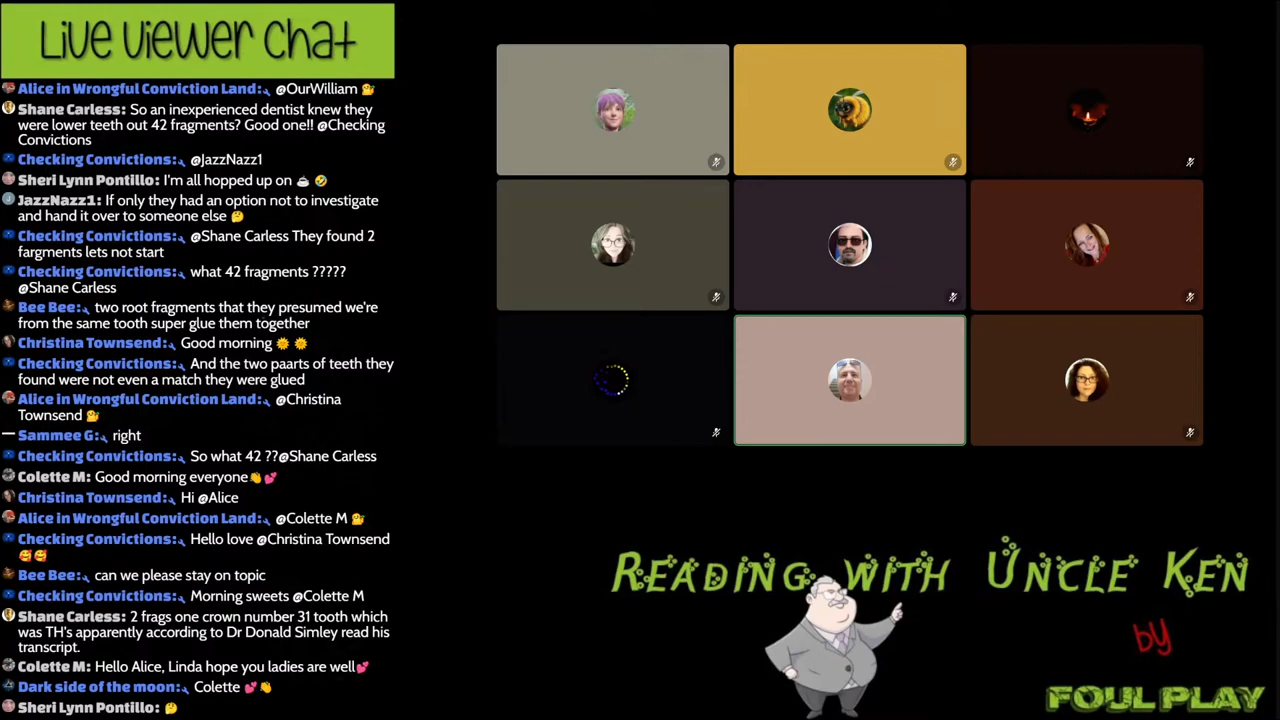 Live Viewer Chat
Alice in Wrongful Conviction Land: @OurWilliam
Shane Carless: So an inexperienced dentist knew they
were lower teeth out 42 fragments? Good one!! @Checking
Convictions
Checking Convictions: @JazzNazz1
Sheri Lynn Pontillo: I'm all hopped up on ☕ 🤣
JazzNazz1: If only they had an option not to investigate
and hand it over to someone else 🤔
Checking Convictions: @Shane Carless They found 2
fargments lets not start
Checking Convictions: what 42 fragments ?????
@Shane Carless
Bee Bee: two root fragments that they presumed we're
from the same tooth super glue them together
Christina Townsend: Good morning 🌞 🌞
Checking Convictions: And the two paarts of teeth they
found were not even a match they were glued
Alice in Wrongful Conviction Land: @Christina
Townsend
Sammee G: right
Checking Convictions: So what 42 ??@Shane Carless
Colette M: Good morning everyone👋💕
Christina Townsend: Hi @Alice
Alice in Wrongful Conviction Land: @Colette M
Checking Convictions: Hello love @Christina Townsend
🥰🥰
Bee Bee: can we please stay on topic
Checking Convictions: Morning sweets @Colette M
Shane Carless: 2 frags one crown number 31 tooth which
was TH's apparently according to Dr Donald Simley read his
transcript.
Colette M: Hello Alice, Linda hope you ladies are well💕
Dark side of the moon: Colette 💕👋
Sheri Lynn Pontillo: 🤔
Reading with Uncle Ken
by
FOUL PLAY